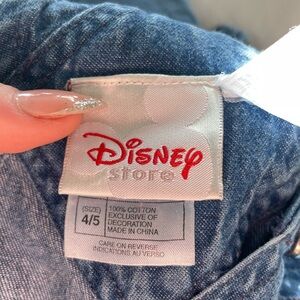 Disney
store
(SIZE)
4/5
100% COTTON
EXCLUSIVE OF
DECORATION
MADE IN CHINA
CARE ON REVERSE
INDICATIONS AU VERSO